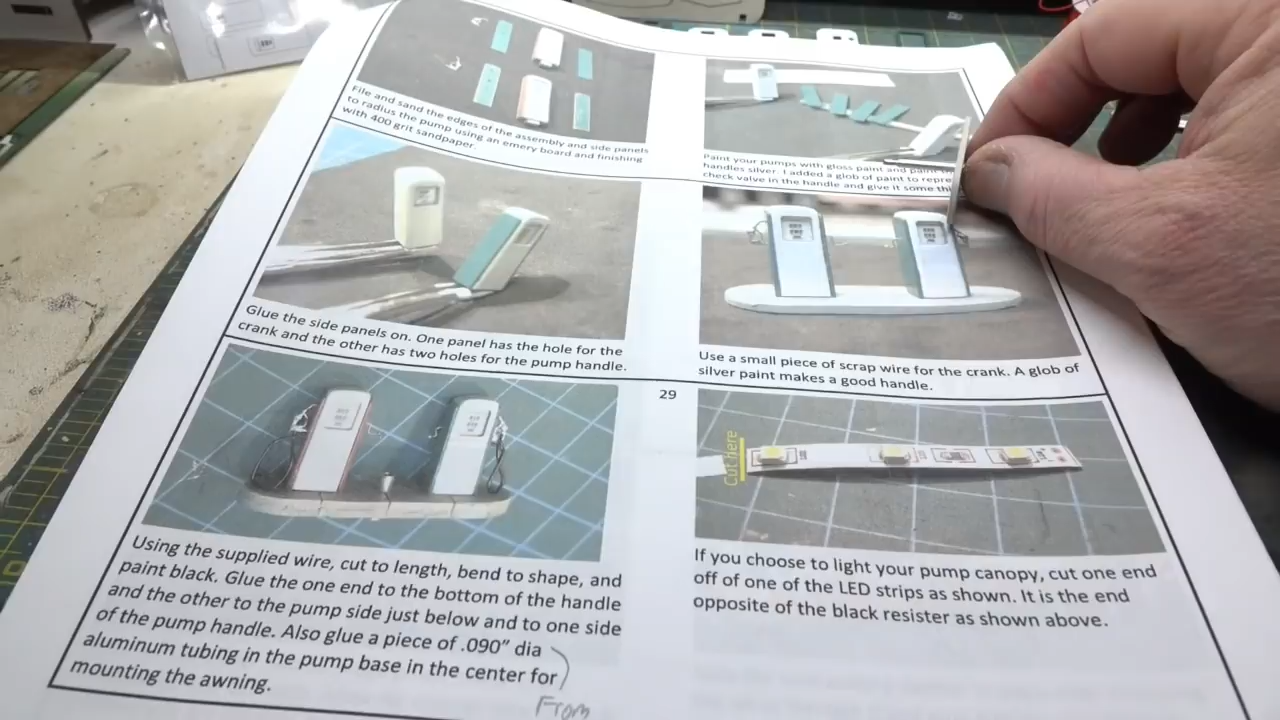 File and sand the edges of the assembly and side panels
to radius the pump using an emery board and finishing
with 400 grit sandpaper.
Paint your pumps with gloss paint and paint
handles silver. I added a glob of paint to
check valve in the handle and give it some
Glue the side panels on. One panel has the hole for the
crank and the other has two holes for the pump handle.
Use a small piece of scrap wire for the crank. A glob of
silver paint makes a good handle.
29
Cut here
Using the supplied wire, cut to length, bend to shape, and
paint black. Glue the one end to the bottom of the handle
and the other to the pump side just below and to one side
of the pump handle. Also glue a piece of .090” dia
aluminum tubing in the pump base in the center for
mounting the awning.
From
If you choose to light your pump canopy, cut one end
off of one of the LED strips as shown. It is the end
opposite of the black resister as shown above.